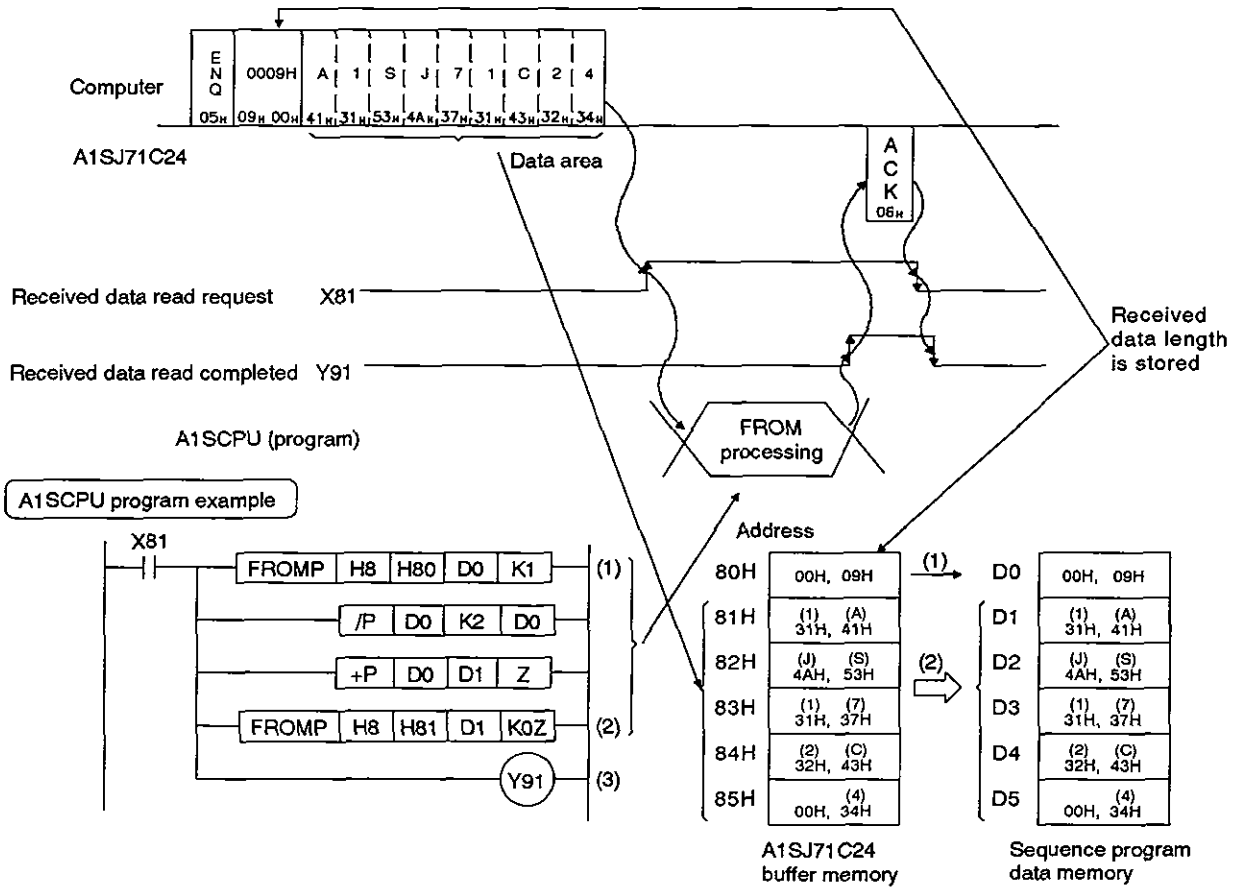 Computer
ENQ 0009H A 1 S J 7 1 C 2 4
05H 09H 00H 41H 31H 53H 4AH 37H 31H 43H 32H 34H
A1SJ71C24
Data area
ACK
06H
Received data read request X81
Received data read completed Y91
Received
data length
is stored
A1SCPU (program)
FROM
processing
A1SCPU program example
X81
FROMP H8 H80 D0 K1 (1)
/P D0 K2 D0
+P D0 D1 Z
FROMP H8 H81 D1 K0Z (2)
Y91 (3)
Address
80H 00H, 09H (1) D0 00H, 09H
81H (1) (A) D1 (1) (A)
31H, 41H 31H, 41H
82H (J) (S) (2) D2 (J) (S)
4AH, 53H 4AH, 53H
83H (1) (7) D3 (1) (7)
31H, 37H 31H, 37H
84H (2) (C) D4 (2) (C)
32H, 43H 32H, 43H
85H (4) D5 (4)
00H, 34H 00H, 34H
A1SJ71C24
buffer memory
Sequence program
data memory